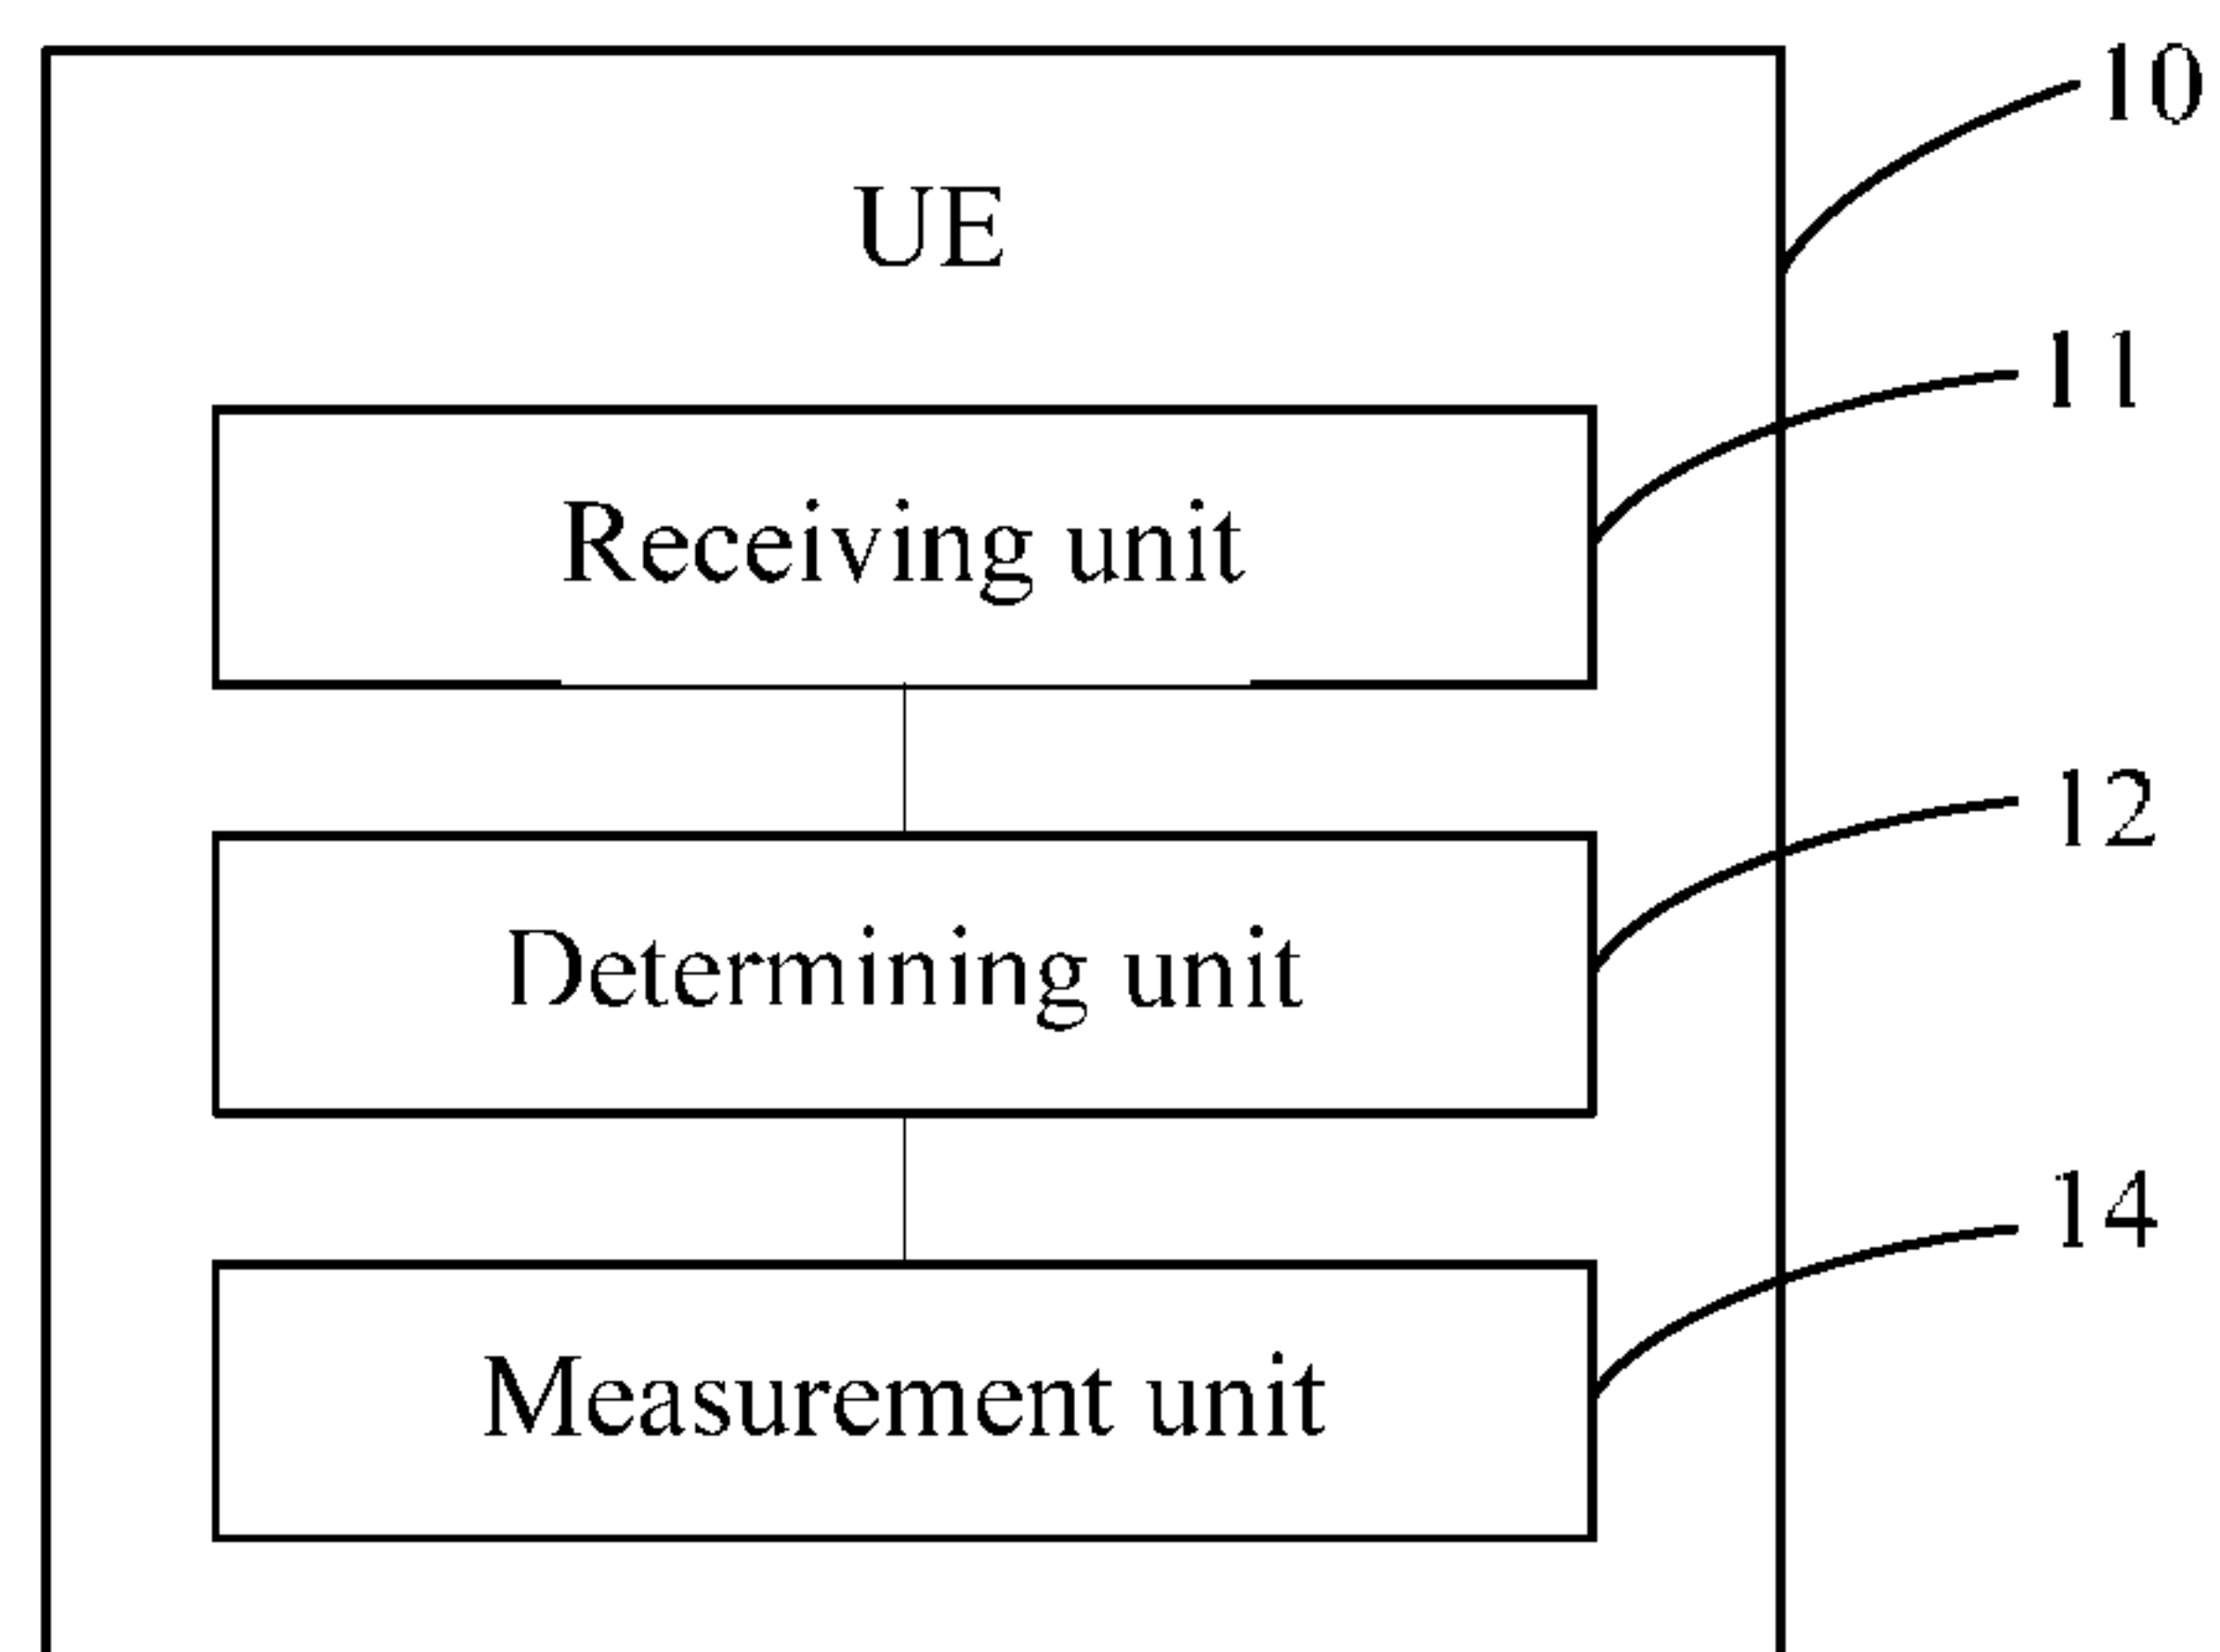 10
UE
11
Receiving unit
12
Determining unit
14
Measurement unit